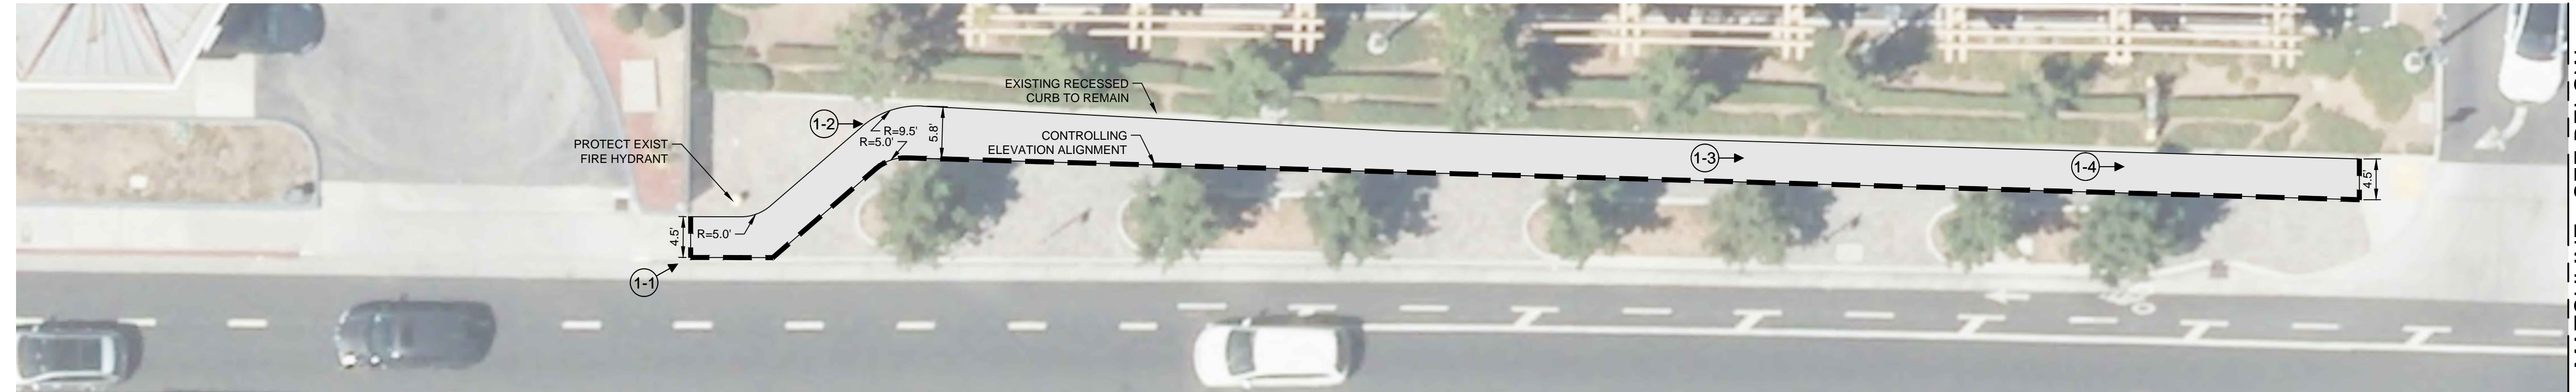 EXISTING RECESSED
CURB TO REMAIN
1-2
R=9.5'
R=5.0'
5.8'
CONTROLLING
ELEVATION ALIGNMENT
PROTECT EXIST
FIRE HYDRANT
1-3
1-4
4.5'
4.5'
R=5.0'
1-1